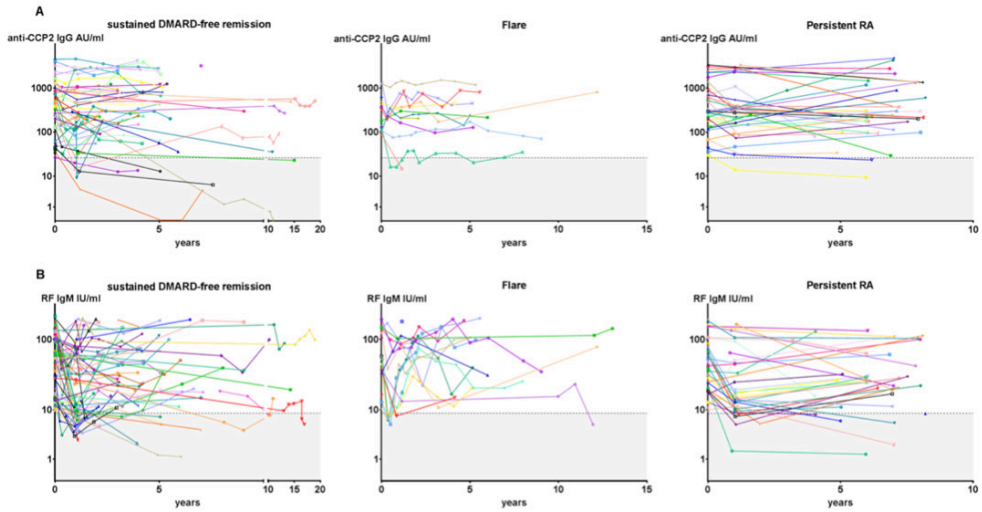 A
sustained DMARD-free remission
Flare
Persistent RA
anti-CCP2 IgG AU/ml
anti-CCP2 IgG AU/ml
anti-CCP2 IgG AU/ml
1000
100
10
1
0
5
10
15
20
years
1000
100
10
1
0
5
10
15
years
1000
100
10
1
0
5
10
years
B
sustained DMARD-free remission
Flare
Persistent RA
RF IgM IU/ml
RF IgM IU/ml
RF IgM IU/ml
100
10
1
0
5
10
15
20
years
100
10
1
0
5
10
15
years
100
10
1
0
5
10
years